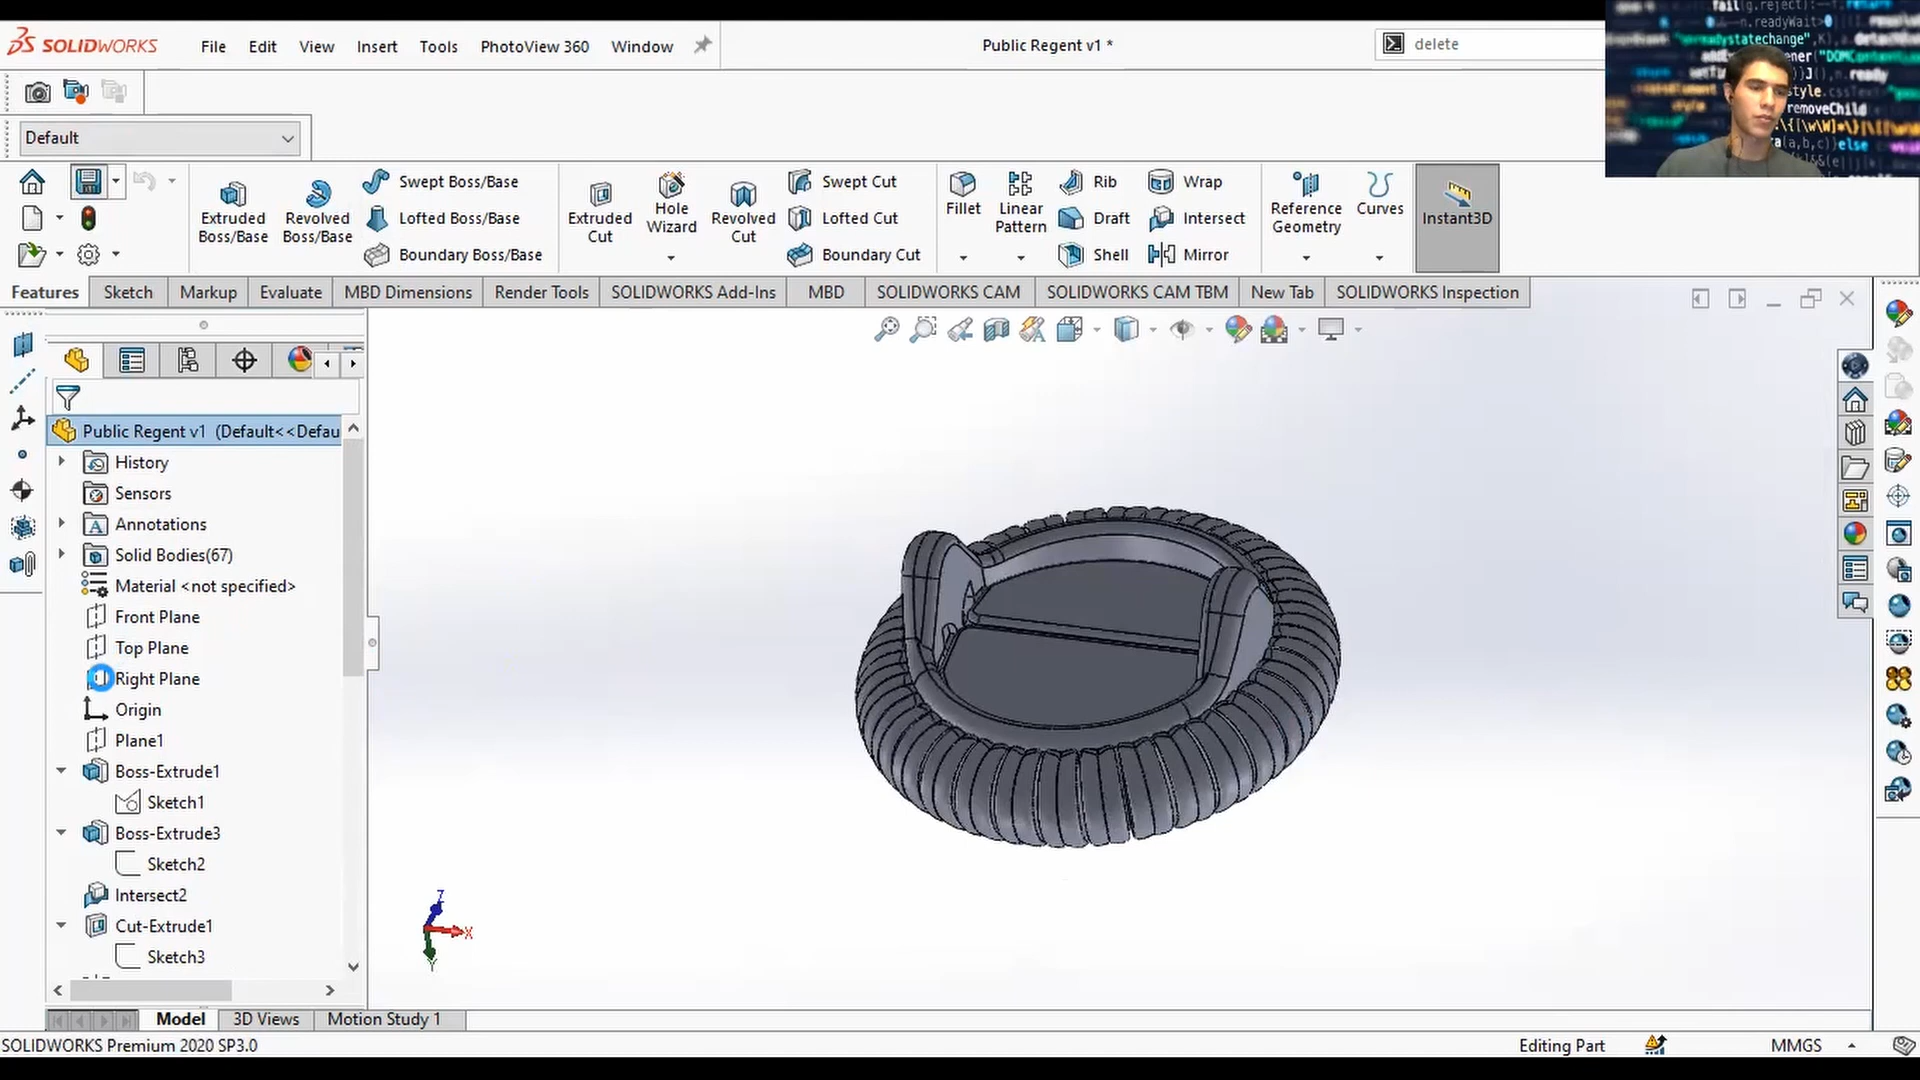 SOLIDWORKS
File Edit View Insert Tools PhotoView 360 Window
Public Regent v1 *
delete
Default
Extruded Boss/Base
Revolved Boss/Base
Swept Boss/Base
Lofted Boss/Base
Boundary Boss/Base
Extruded Cut
Hole Wizard
Revolved Cut
Swept Cut
Lofted Cut
Boundary Cut
Fillet
Linear Pattern
Rib
Draft
Shell
Wrap
Intersect
Mirror
Reference Geometry
Curves
Instant3D
Features Sketch Markup Evaluate MBD Dimensions Render Tools SOLIDWORKS Add-Ins MBD SOLIDWORKS CAM SOLIDWORKS CAM TBM New Tab SOLIDWORKS Inspection
Public Regent v1 (Default<<Defau
History
Sensors
Annotations
Solid Bodies(67)
Material <not specified>
Front Plane
Top Plane
Right Plane
Origin
Plane1
Boss-Extrude1
Sketch1
Boss-Extrude3
Sketch2
Intersect2
Cut-Extrude1
Sketch3
Z
X
Y
Model 3D Views Motion Study 1
SOLIDWORKS Premium 2020 SP3.0
Editing Part
MMGS